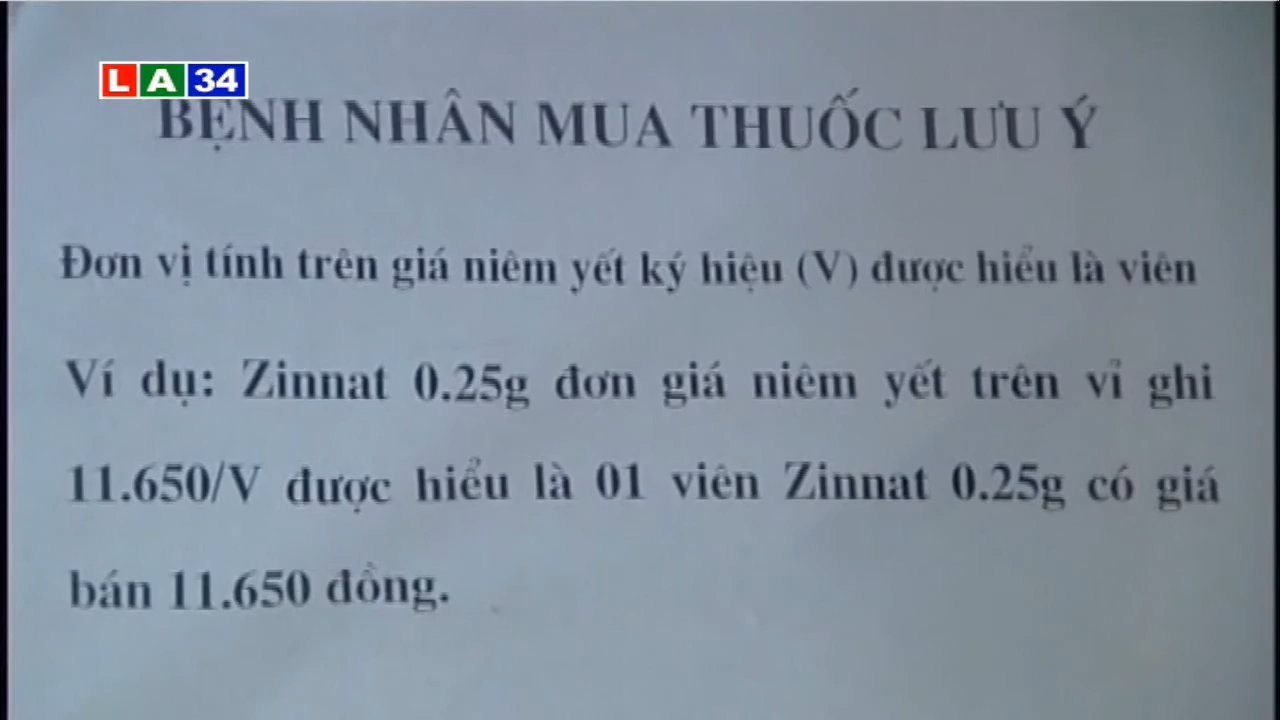 LA34
BỆNH NHÂN MUA THUỐC LƯU Ý
Đơn vị tính trên giá niêm yết ký hiệu (V) được hiểu là viên
Ví dụ: Zinnat 0.25g đơn giá niêm yết trên vỉ ghi
11.650/V được hiểu là 01 viên Zinnat 0.25g có giá
bán 11.650 đồng.